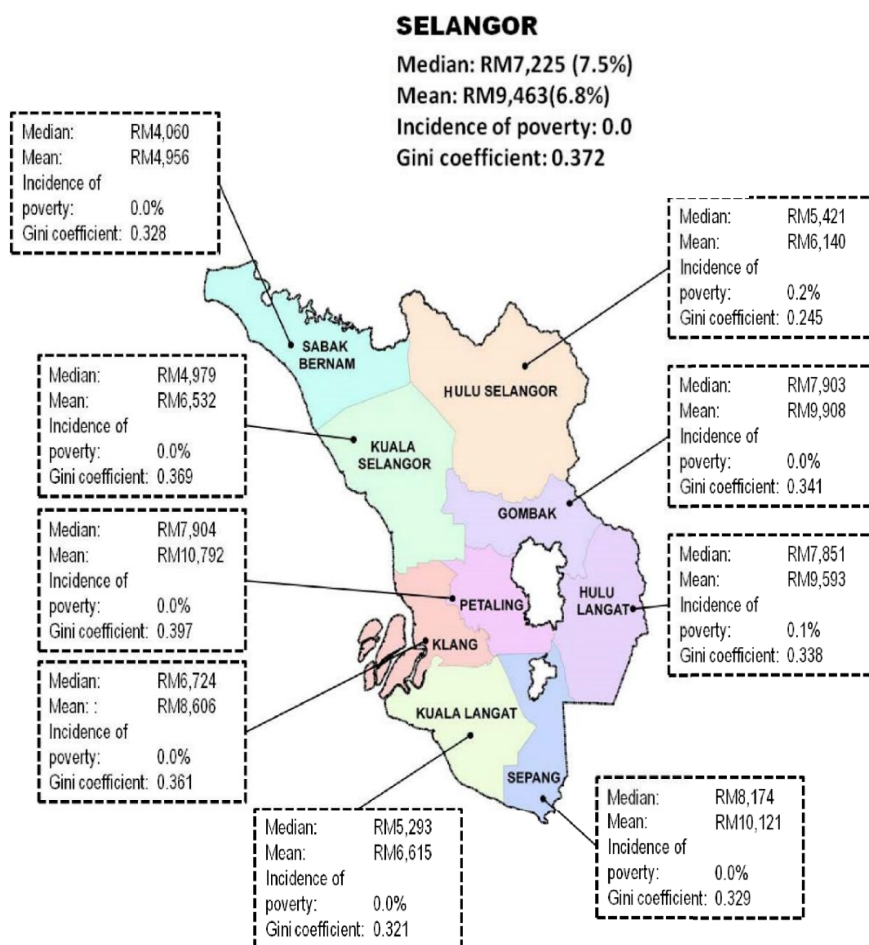 SELANGOR
Median: RM7,225 (7.5%)
Mean: RM9,463(6.8%)
Incidence of poverty: 0.0
Gini coefficient: 0.372
Median: RM4,060
Mean: RM4,956
Incidence of
poverty: 0.0%
Gini coefficient: 0.328
Median: RM5,421
Mean: RM6,140
Incidence of
poverty: 0.2%
Gini coefficient: 0.245
SABAK
BERNAM
HULU SELANGOR
Median: RM4,979
Mean: RM6,532
Incidence of
poverty: 0.0%
Gini coefficient: 0.369
Median: RM7,903
Mean: RM9,908
Incidence of
poverty: 0.0%
Gini coefficient: 0.341
KUALA
SELANGOR
GOMBAK
Median: RM7,904
Mean: RM10,792
Incidence of
poverty: 0.0%
Gini coefficient: 0.397
Median: RM7,851
Mean: RM9,593
Incidence of
poverty: 0.1%
Gini coefficient: 0.338
PETALING
HULU
LANGAT
KLANG
Median: RM6,724
Mean: : RM8,606
Incidence of
poverty: 0.0%
Gini coefficient: 0.361
KUALA LANGAT
SEPANG
Median: RM5,293
Mean: RM6,615
Incidence of
poverty: 0.0%
Gini coefficient: 0.321
Median: RM8,174
Mean: RM10,121
Incidence of
poverty: 0.0%
Gini coefficient: 0.329